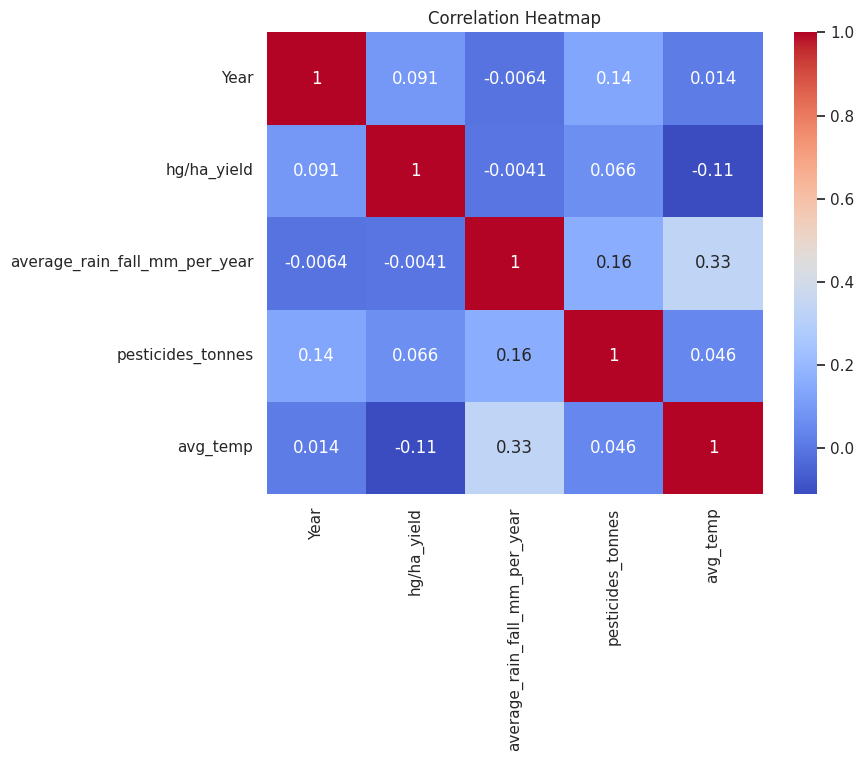 Correlation Heatmap
Year
1
0.091
-0.0064
0.14
0.014
hg/ha_yield
0.091
1
-0.0041
0.066
-0.11
average_rain_fall_mm_per_year
-0.0064
-0.0041
1
0.16
0.33
pesticides_tonnes
0.14
0.066
0.16
1
0.046
avg_temp
0.014
-0.11
0.33
0.046
1
Year
hg/ha_yield
average_rain_fall_mm_per_year
pesticides_tonnes
avg_temp
1.0
0.8
0.6
0.4
0.2
0.0